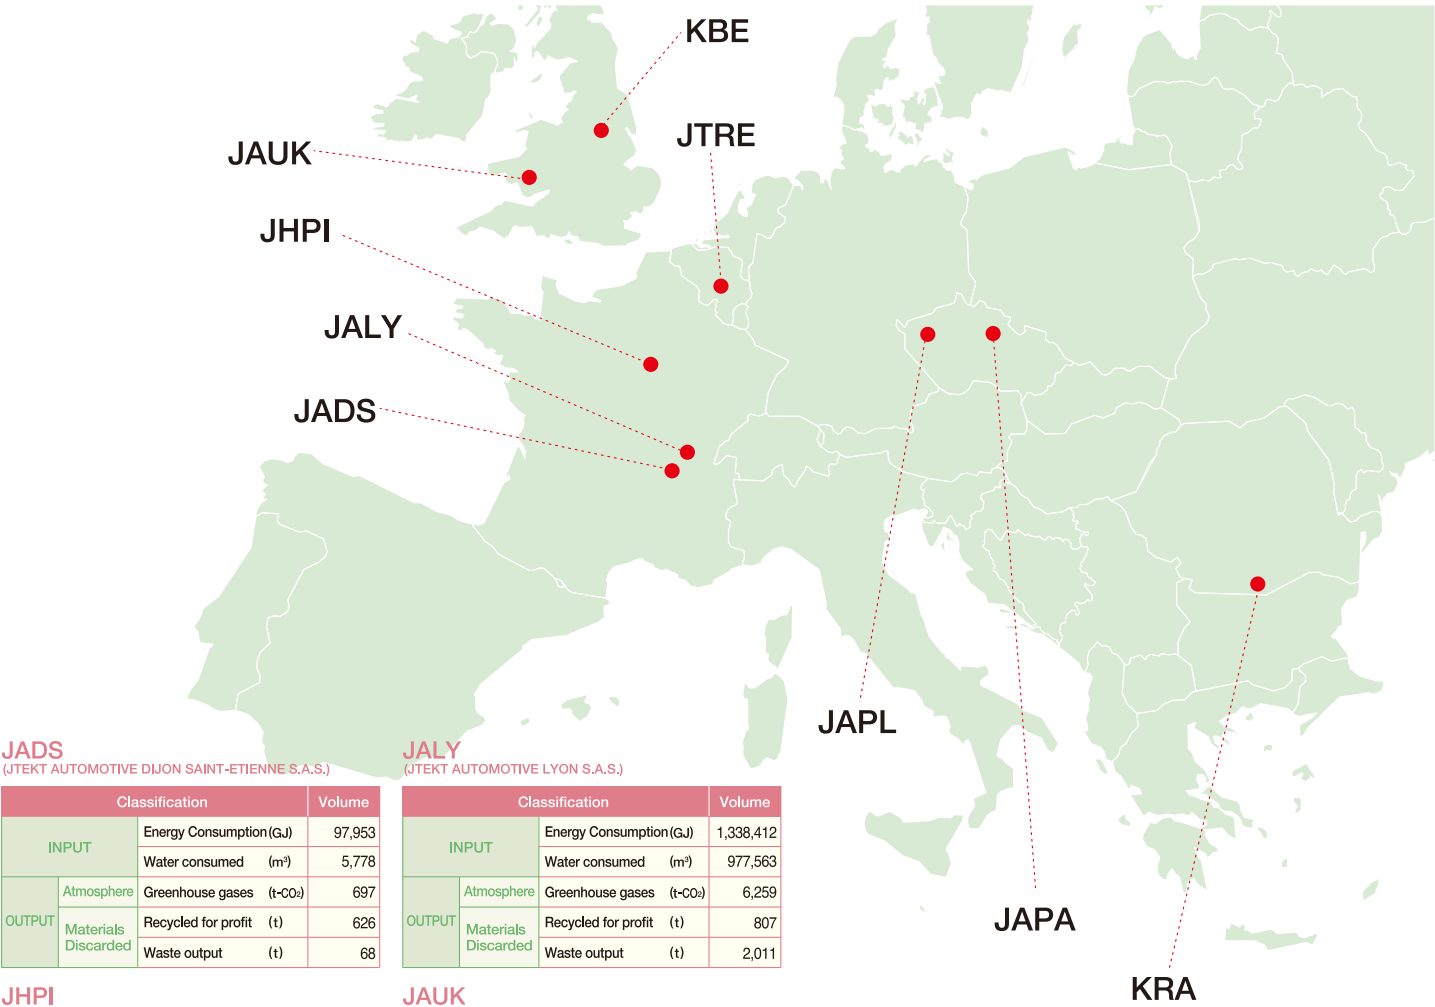 KBE
JTRE
JAUK
JHPI
JALY
JADS
JAPL
JAPA
KRA
JADS
(JTEKT AUTOMOTIVE DIJON SAINT-ETIENNE S.A.S.)
Classification Volume
INPUT Energy Consumption (GJ) 97,953
Water consumed (m³) 5,778
OUTPUT Atmosphere Greenhouse gases (t-CO₂) 697
Materials Discarded Recycled for profit (t) 626
Waste output (t) 68
JALY
(JTEKT AUTOMOTIVE LYON S.A.S.)
Classification Volume
INPUT Energy Consumption (GJ) 1,338,412
Water consumed (m³) 977,563
OUTPUT Atmosphere Greenhouse gases (t-CO₂) 6,259
Materials Discarded Recycled for profit (t) 807
Waste output (t) 2,011
JHPI
JAUK